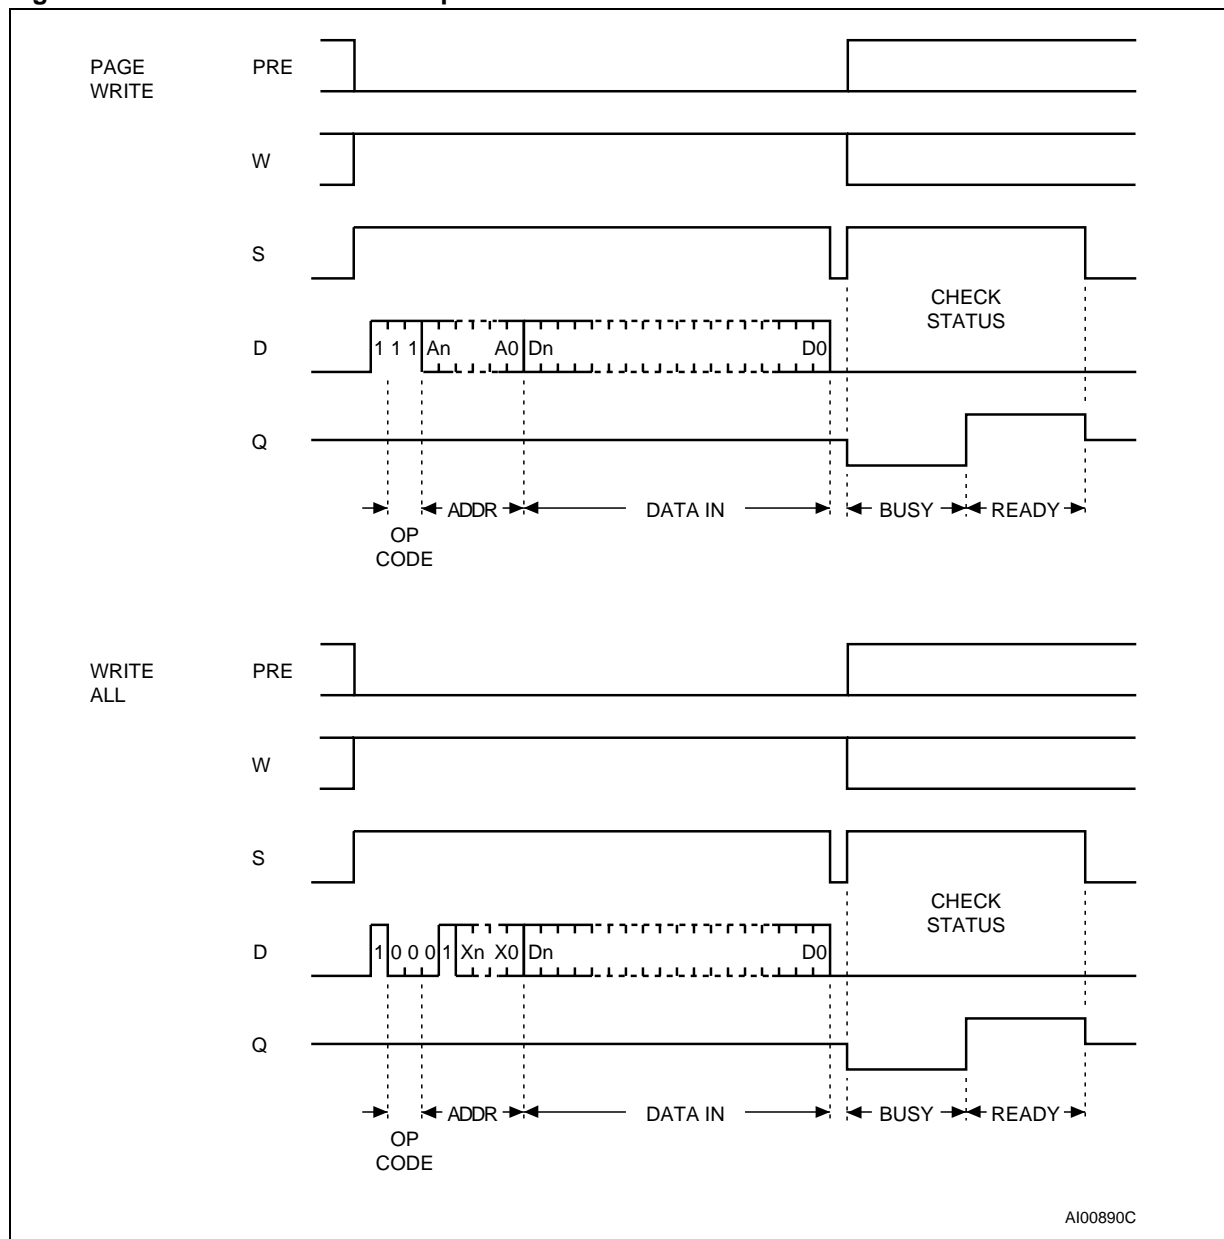 PAGE
WRITE
PRE
W
S
CHECK
STATUS
D
1 1 1 An A0 Dn D0
Q
ADDR DATA IN BUSY READY
OP
CODE
WRITE
ALL
PRE
W
S
CHECK
STATUS
D
1 0 0 0 1 Xn X0 Dn D0
Q
ADDR DATA IN BUSY READY
OP
CODE
AI00890C